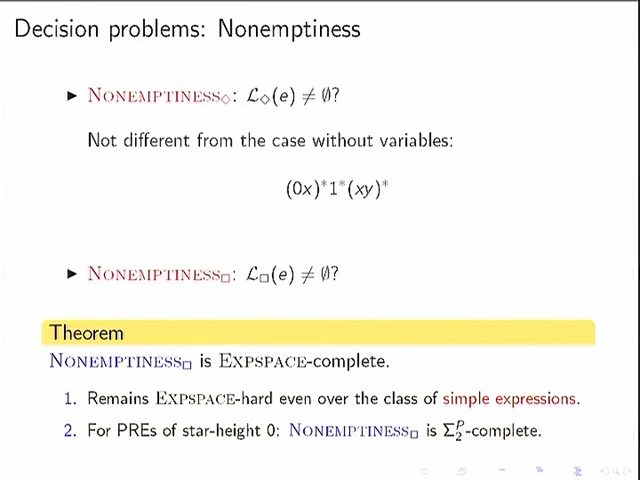 Decision problems: Nonemptiness
▶ NONEMPTINESS◇: 𝓛◇(e) ≠ ∅?
Not different from the case without variables:
(0x)*1*(xy)*
▶ NONEMPTINESS□: 𝓛□(e) ≠ ∅?
Theorem
NONEMPTINESS□ is EXPSPACE-complete.
1. Remains EXPSPACE-hard even over the class of simple expressions.
2. For PREs of star-height 0: NONEMPTINESS□ is Σ₂ᴾ-complete.